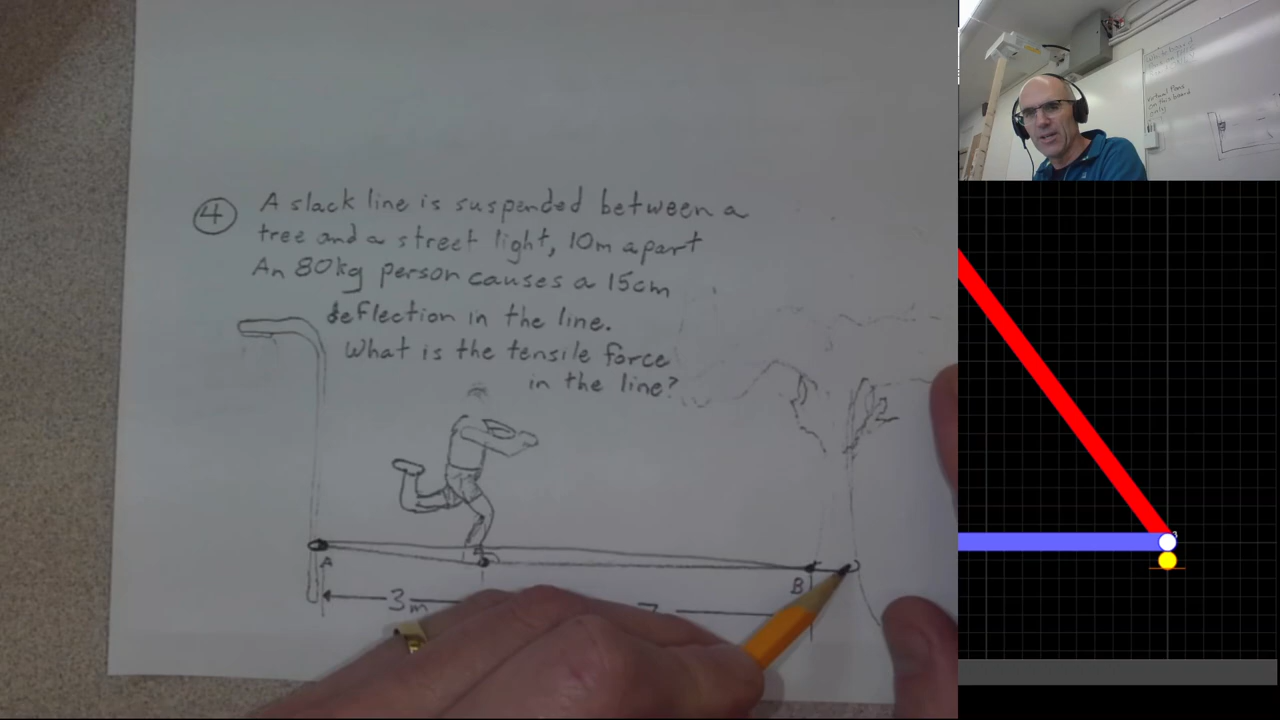 ④ A slack line is suspended between a
tree and a street light, 10m apart
An 80kg person causes a 15cm
deflection in the line.
What is the tensile force
in the line?
A
B
3m
7